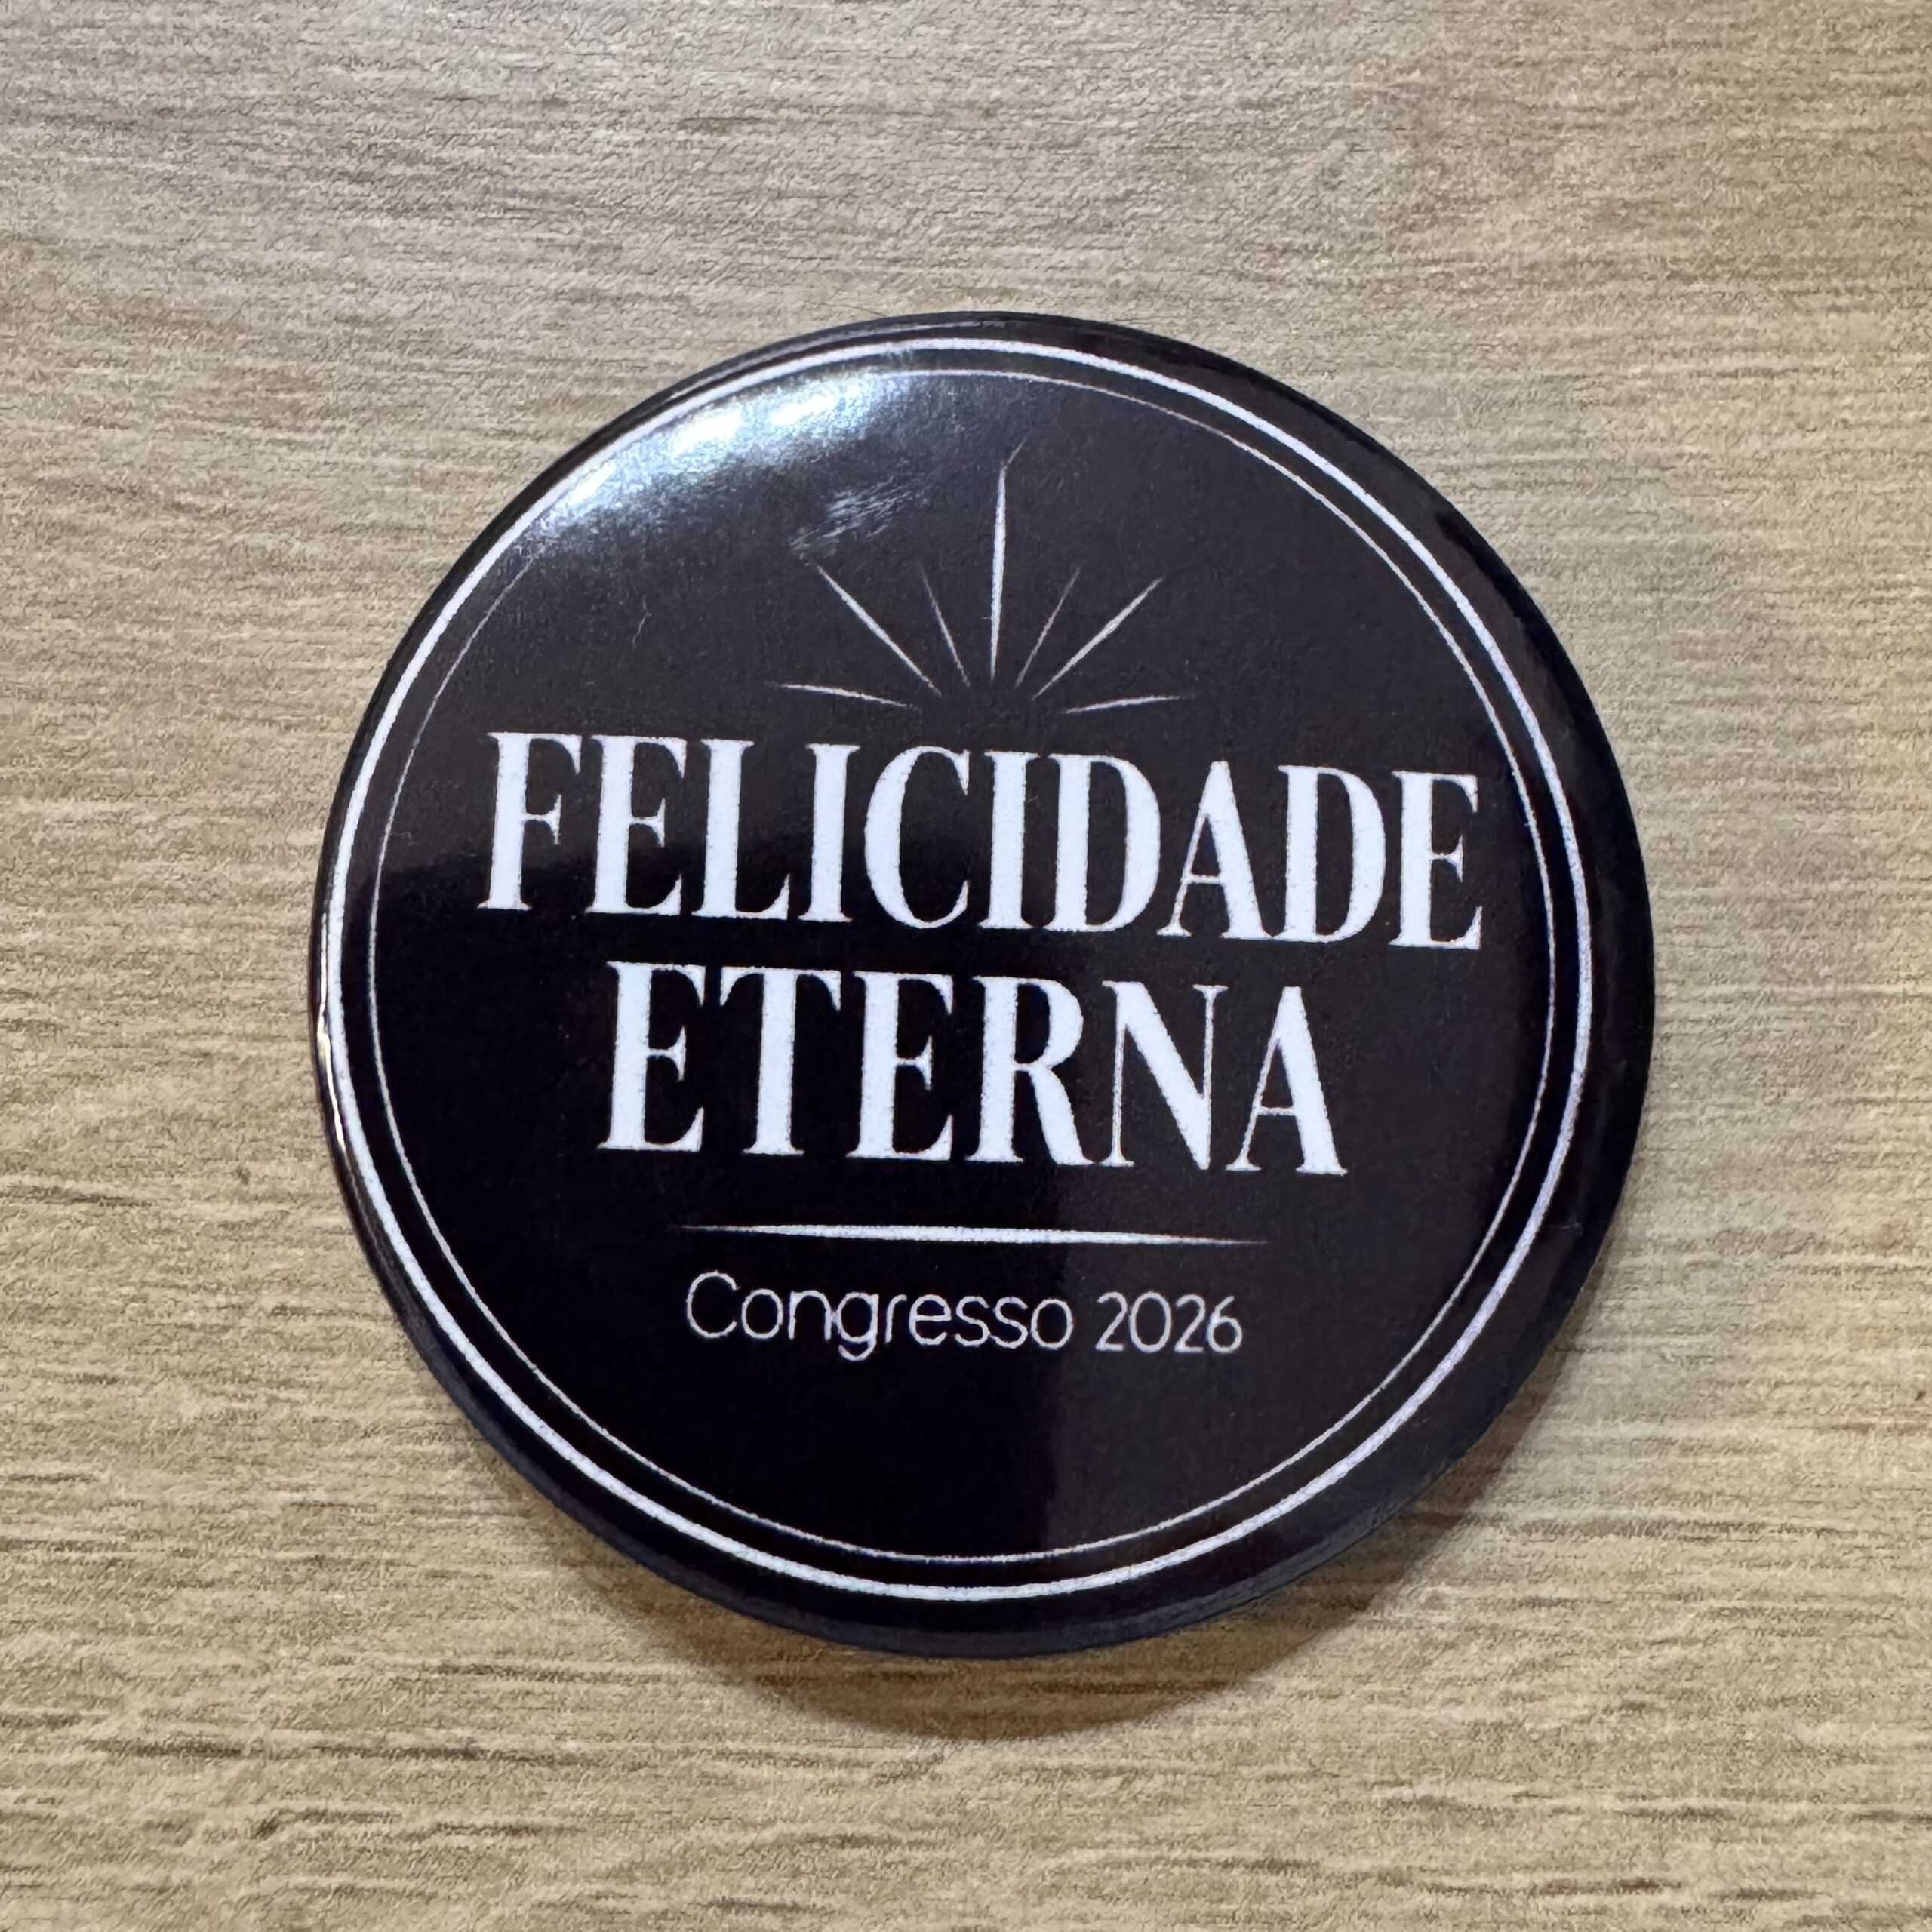 FELICIDADE
ETERNA
Congresso 2026